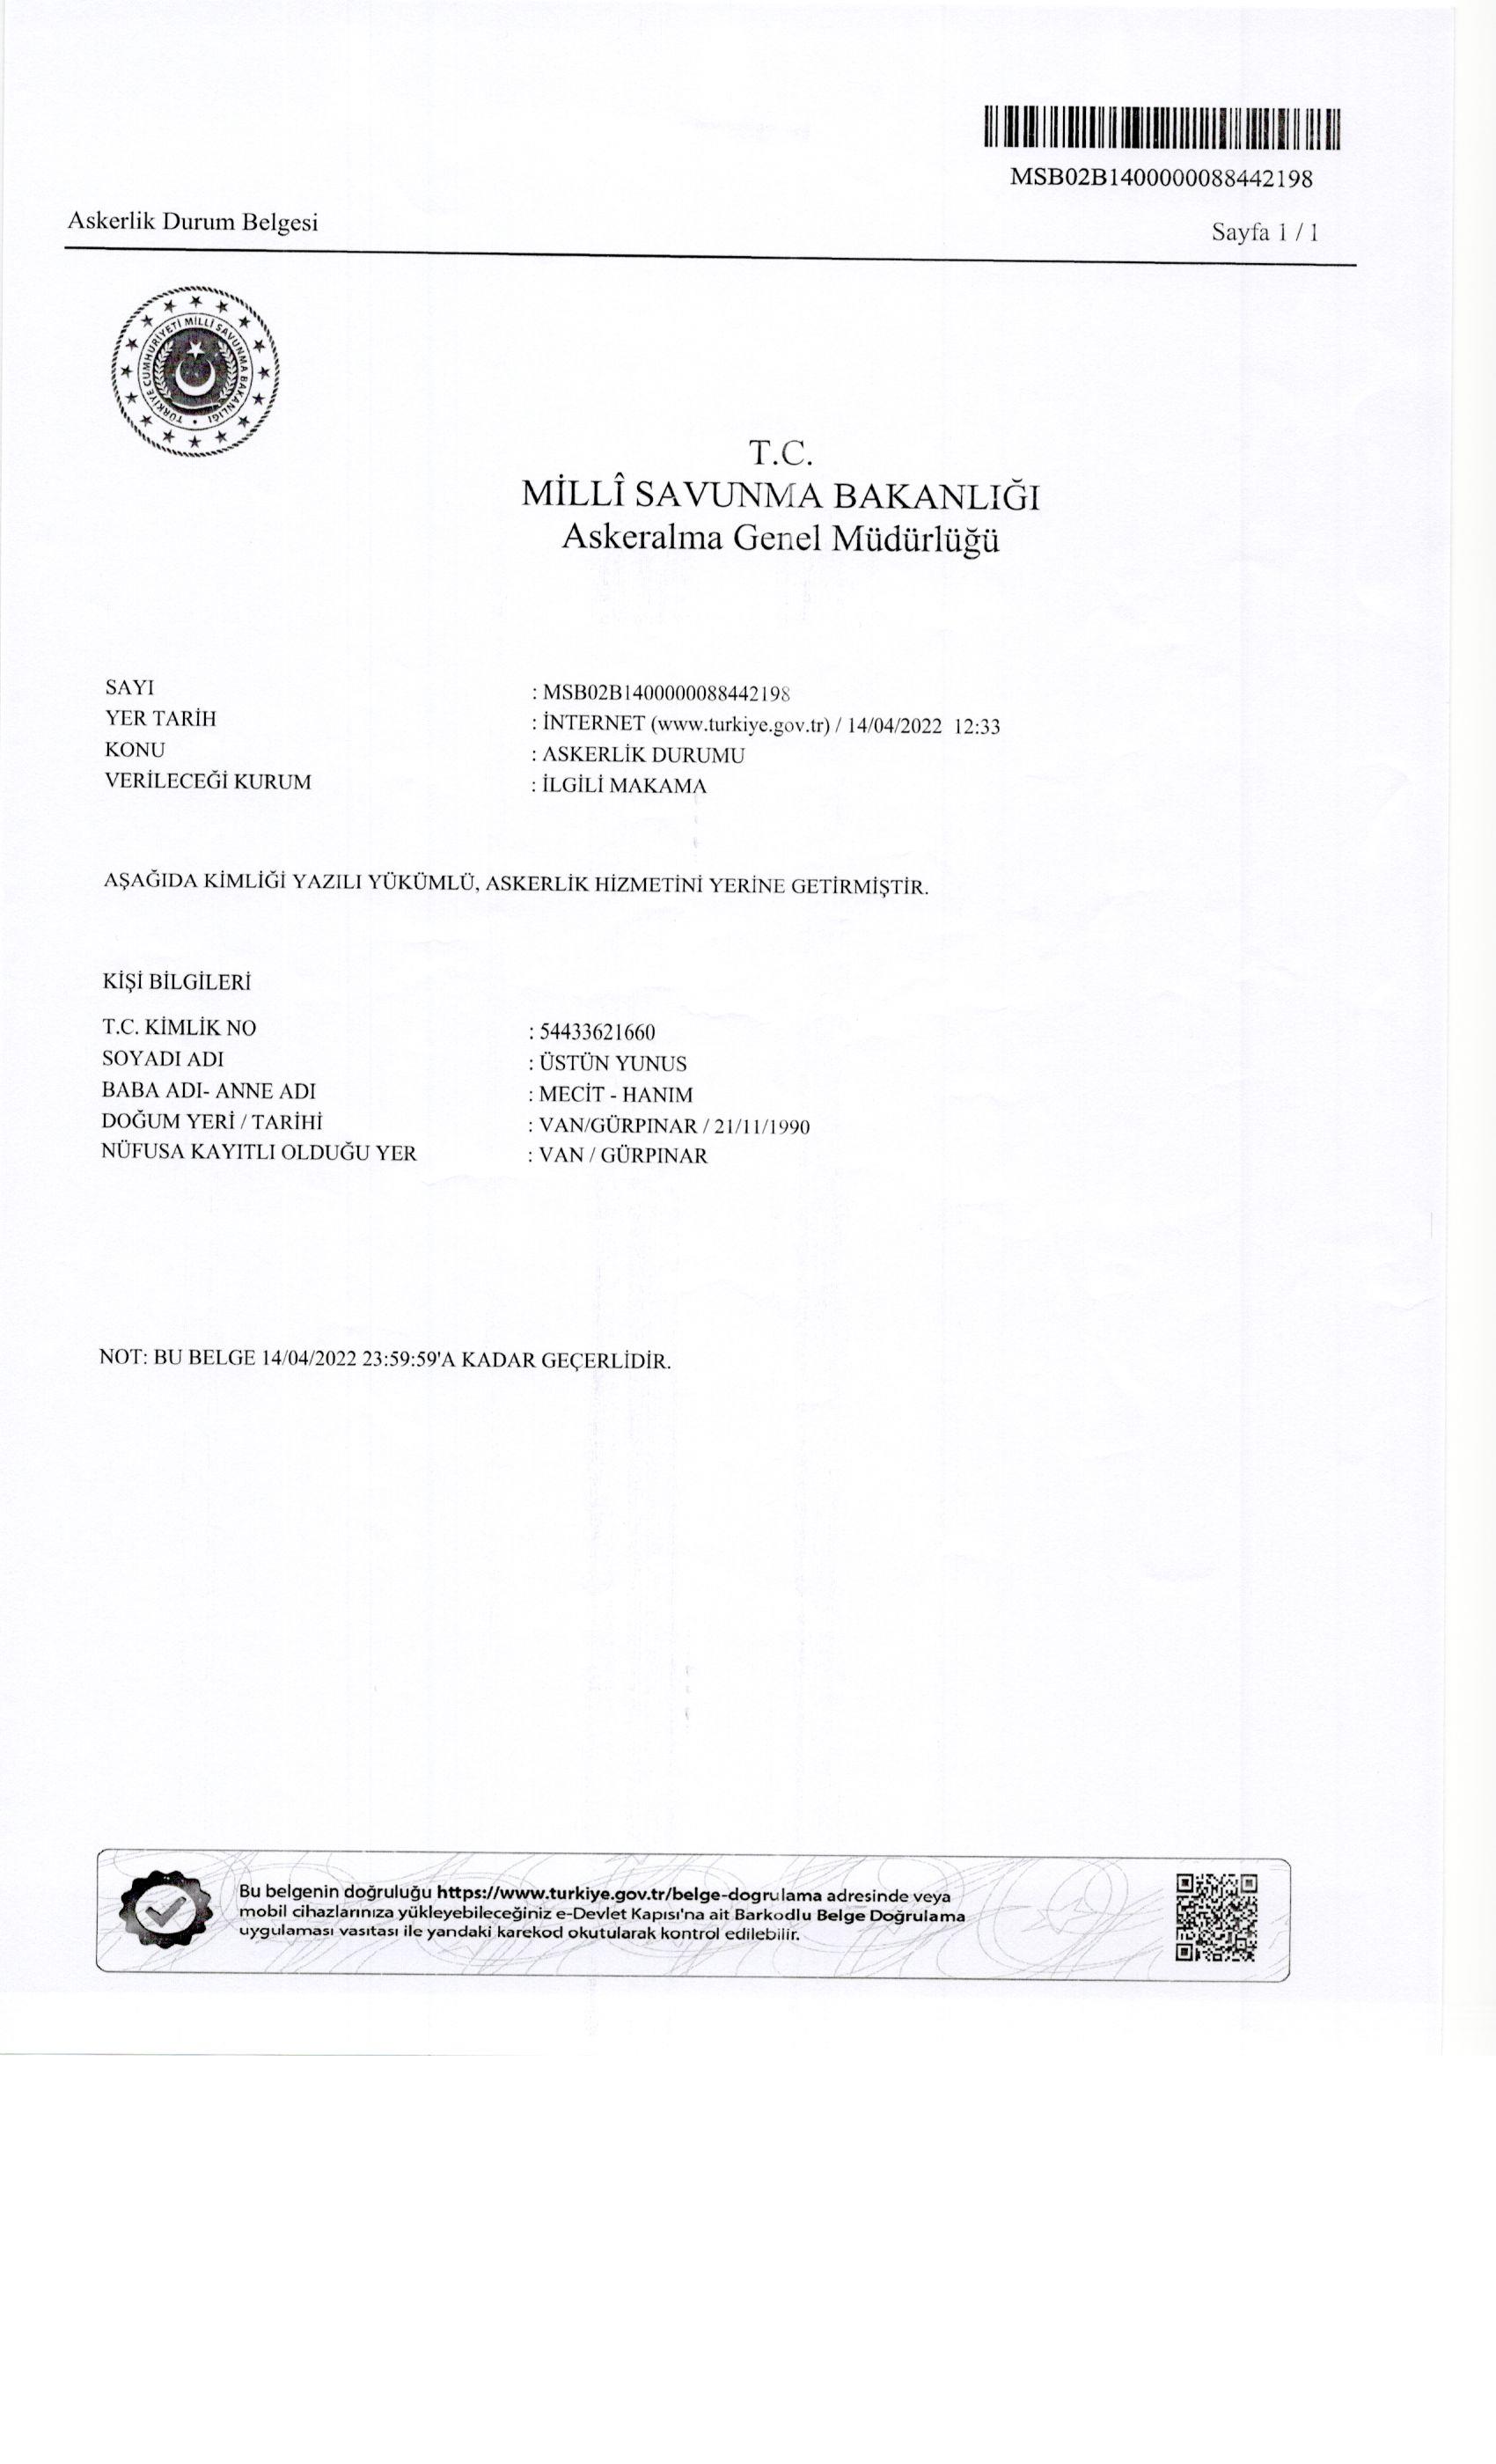 MSB02B1400000088442198
Askerlik Durum Belgesi
Sayfa 1 / 1
TÜRKİYE CUMHURİYETİ MİLLİ SAVUNMA BAKANLIĞI
T.C.
MİLLÎ SAVUNMA BAKANLIĞI
Askeralma Genel Müdürlüğü
SAYI : MSB02B1400000088442198
YER TARİH : İNTERNET (www.turkiye.gov.tr) / 14/04/2022 12:33
KONU : ASKERLİK DURUMU
VERİLECEĞİ KURUM : İLGİLİ MAKAMA
AŞAĞIDA KİMLİĞİ YAZILI YÜKÜMLÜ, ASKERLİK HİZMETİNİ YERİNE GETİRMİŞTİR.
KİŞİ BİLGİLERİ
T.C. KİMLİK NO : 54433621660
SOYADI ADI : ÜSTÜN YUNUS
BABA ADI- ANNE ADI : MECİT - HANIM
DOĞUM YERİ / TARİHİ : VAN/GÜRPINAR / 21/11/1990
NÜFUSA KAYITLI OLDUĞU YER : VAN / GÜRPINAR
NOT: BU BELGE 14/04/2022 23:59:59'A KADAR GEÇERLİDİR.
Bu belgenin doğruluğu https://www.turkiye.gov.tr/belge-dogrulama adresinde veya
mobil cihazlarınıza yükleyebileceğiniz e-Devlet Kapısı'na ait Barkodlu Belge Doğrulama
uygulaması vasıtası ile yandaki karekod okutularak kontrol edilebilir.